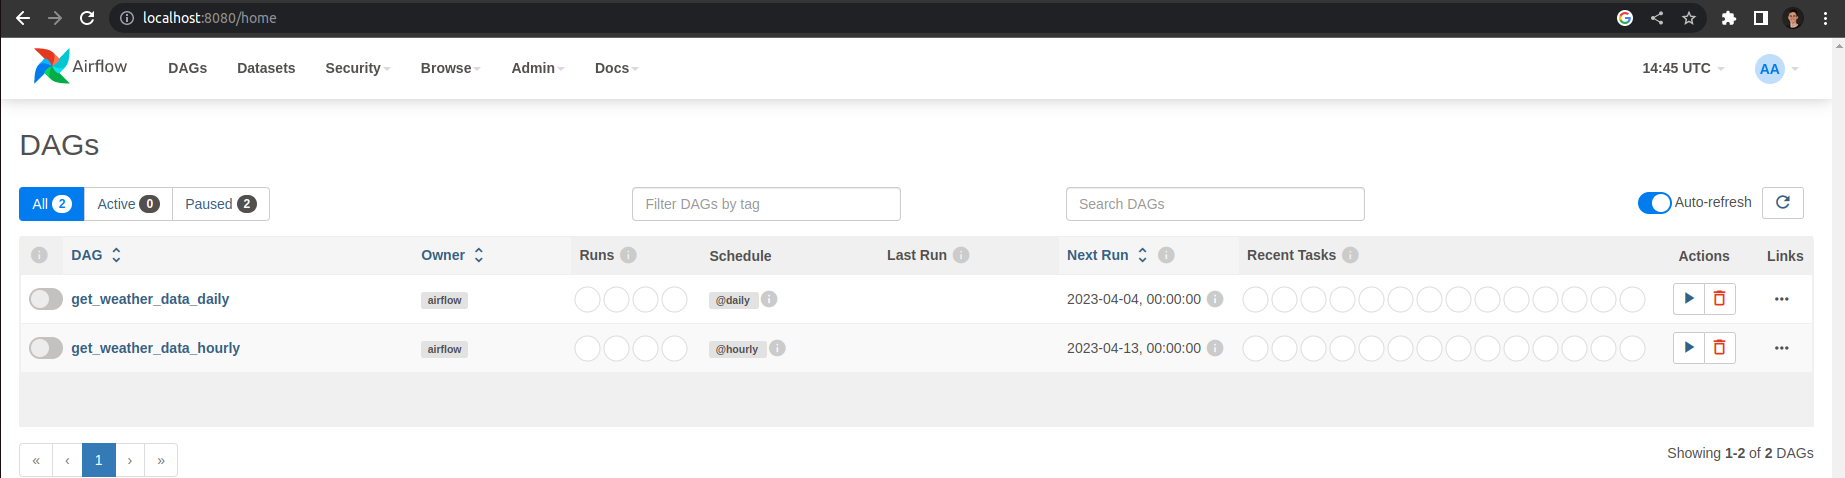 localhost:8080/home
Airflow DAGs Datasets Security Browse Admin Docs 14:45 UTC AA
DAGs
All 2 Active 0 Paused 2 Filter DAGs by tag Search DAGs Auto-refresh
DAG Owner Runs Schedule Last Run Next Run Recent Tasks Actions Links
get_weather_data_daily airflow @daily 2023-04-04, 00:00:00
get_weather_data_hourly airflow @hourly 2023-04-13, 00:00:00
« ‹ 1 › » Showing 1-2 of 2 DAGs